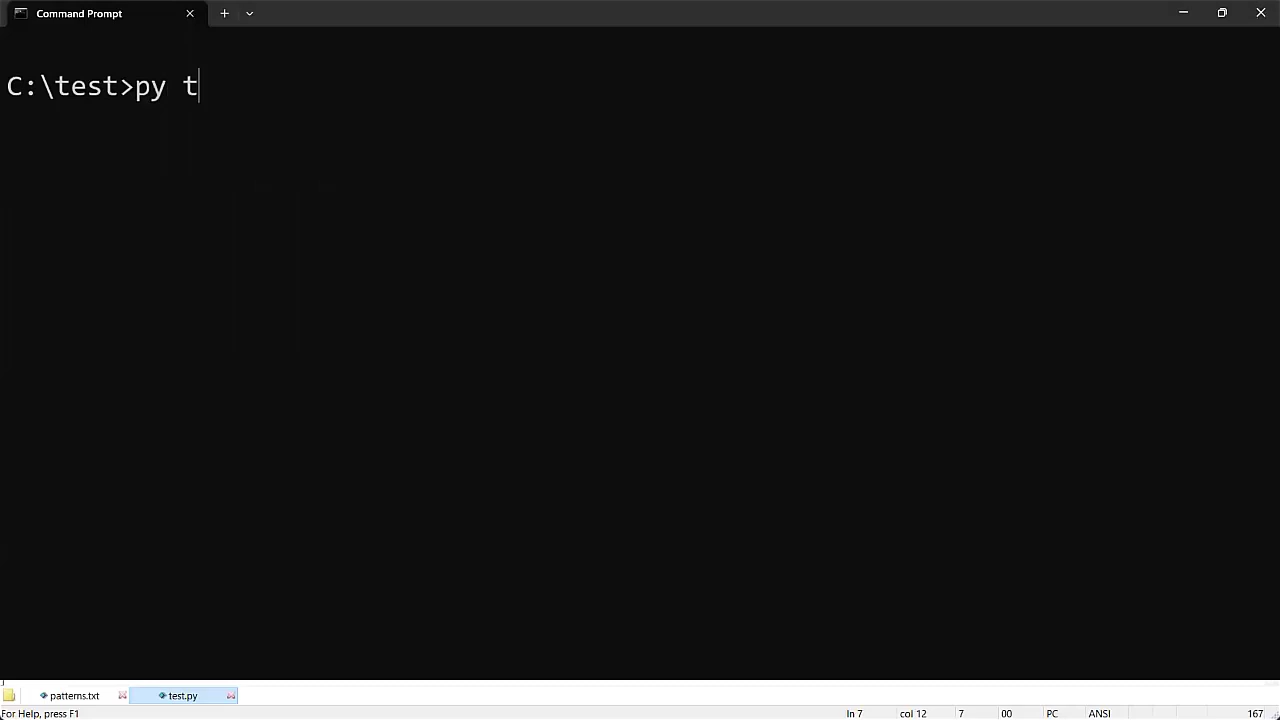 Command Prompt
C:\test>py t
patterns.txt test.py
For Help, press F1 ln 7 col 12 7 00 PC ANSI 167